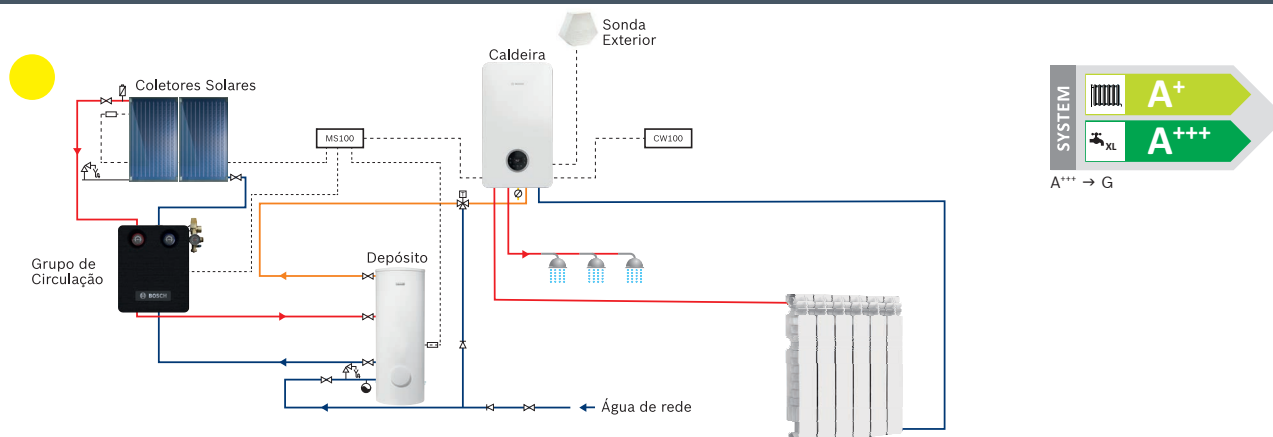 Sonda
Exterior
Caldeira
Coletores Solares
MS100
CW100
SYSTEM
A+
XL
A+++
A+++ → G
Grupo de
Circulação
BOSCH
Depósito
T
Água de rede